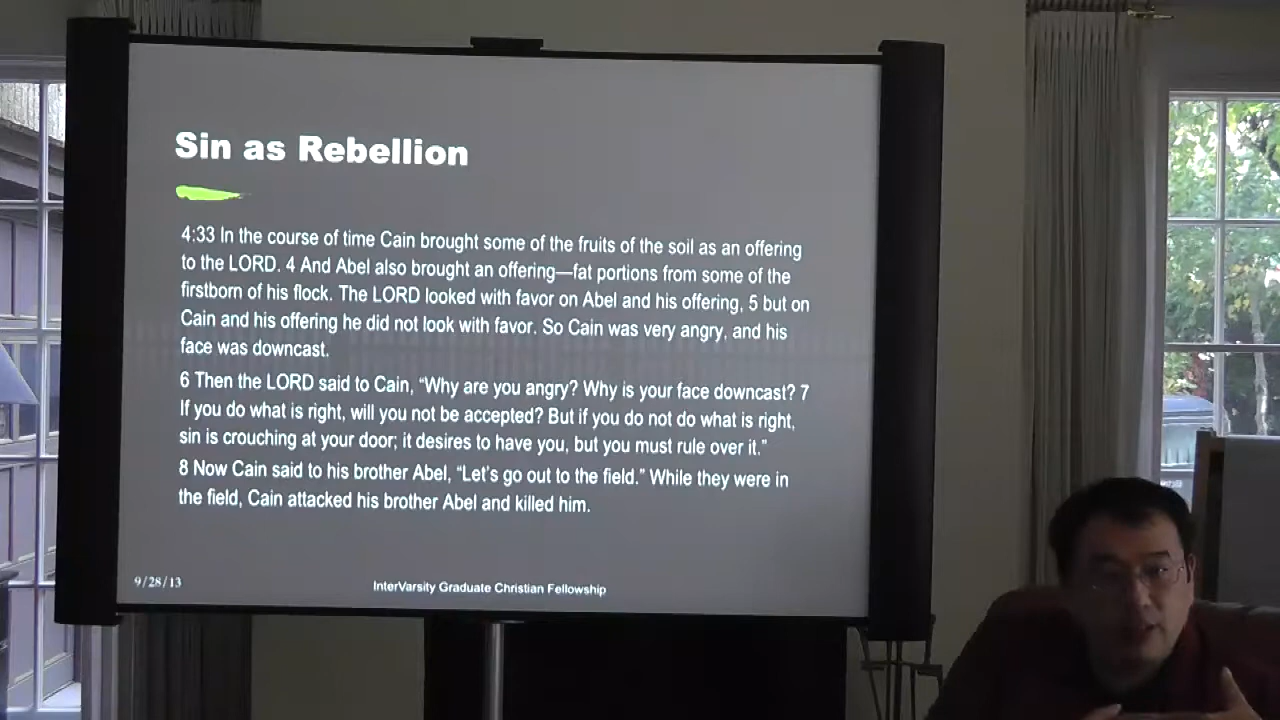 Sin as Rebellion
4:33 In the course of time Cain brought some of the fruits of the soil as an offering
to the LORD. 4 And Abel also brought an offering—fat portions from some of the
firstborn of his flock. The LORD looked with favor on Abel and his offering, 5 but on
Cain and his offering he did not look with favor. So Cain was very angry, and his
face was downcast.
6 Then the LORD said to Cain, “Why are you angry? Why is your face downcast? 7
If you do what is right, will you not be accepted? But if you do not do what is right,
sin is crouching at your door; it desires to have you, but you must rule over it.”
8 Now Cain said to his brother Abel, “Let’s go out to the field.” While they were in
the field, Cain attacked his brother Abel and killed him.
9/28/13
InterVarsity Graduate Christian Fellowship